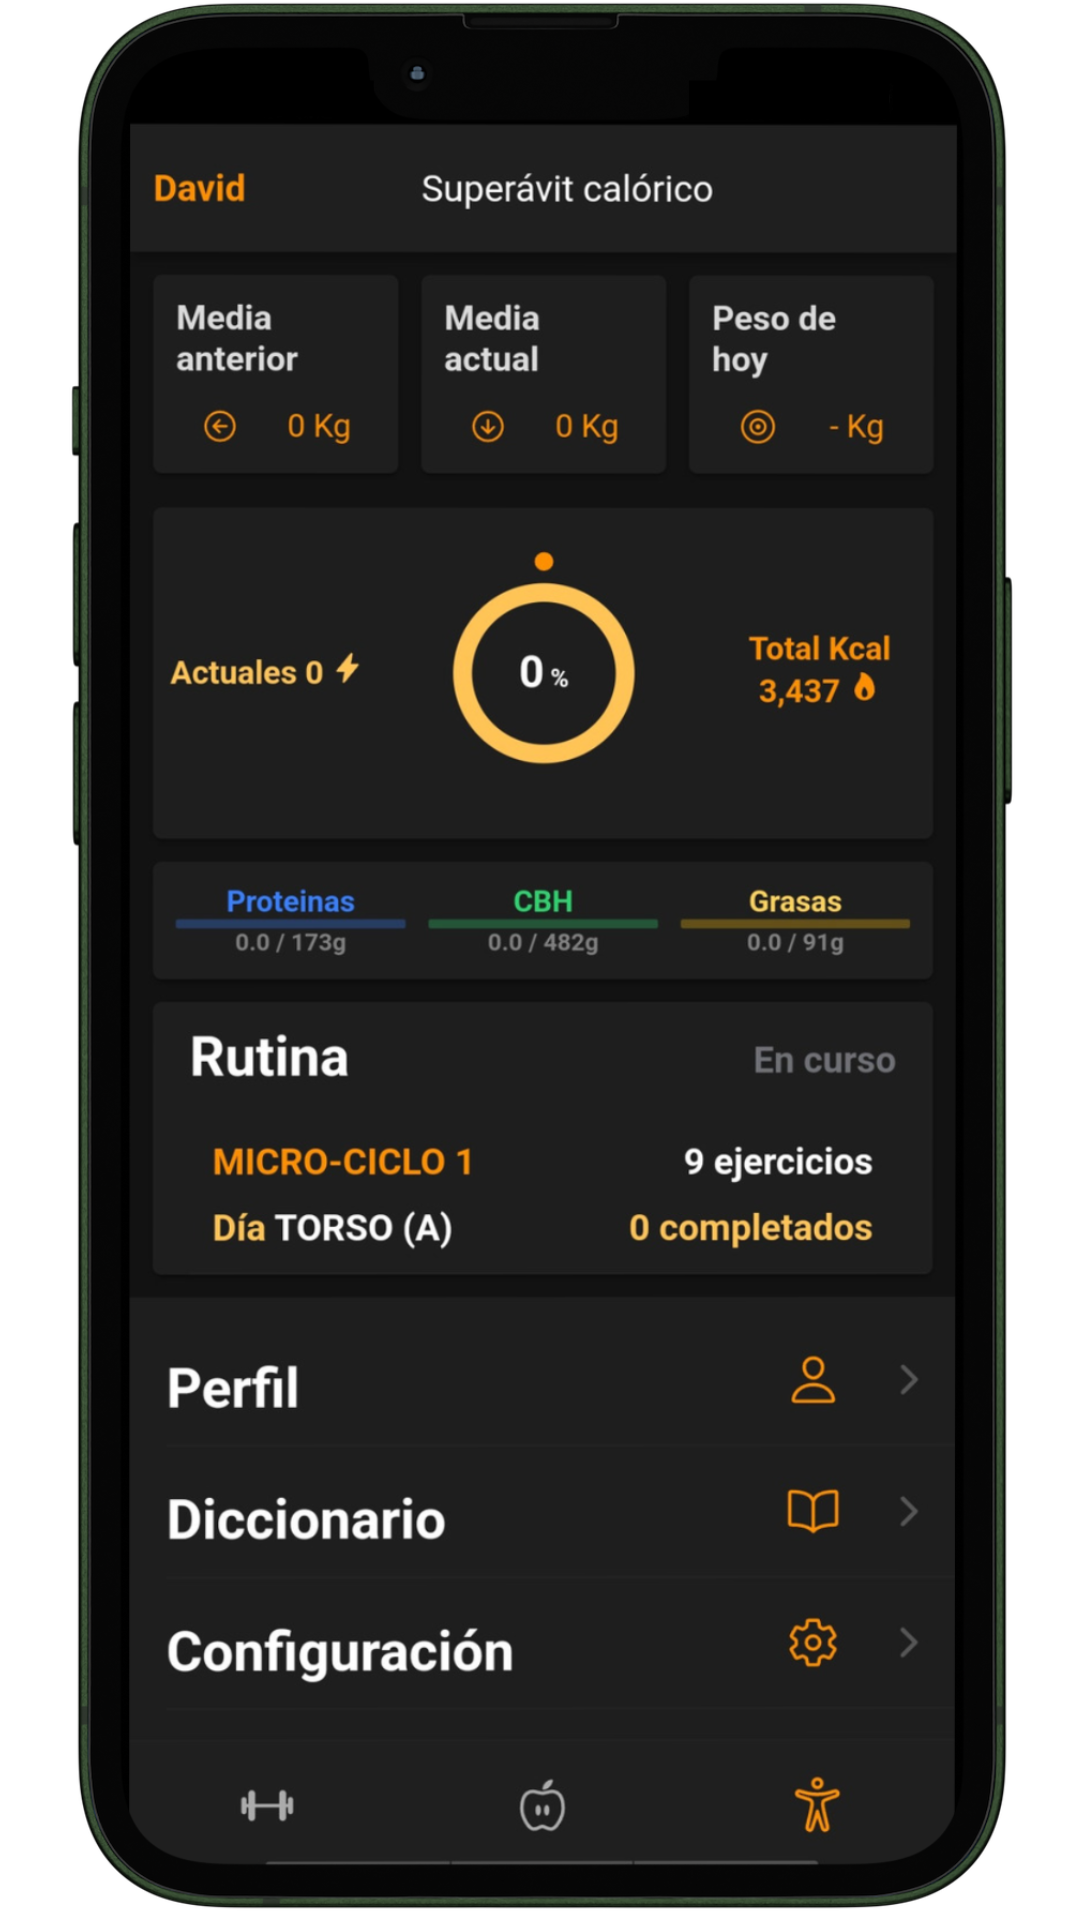 David
Superávit calórico
Media
anterior
0 Kg
Media
actual
0 Kg
Peso de
hoy
- Kg
Actuales 0
0 %
Total Kcal
3,437
Proteinas
0.0 / 173g
CBH
0.0 / 482g
Grasas
0.0 / 91g
Rutina
En curso
MICRO-CICLO 1
9 ejercicios
Día TORSO (A)
0 completados
Perfil
Diccionario
Configuración